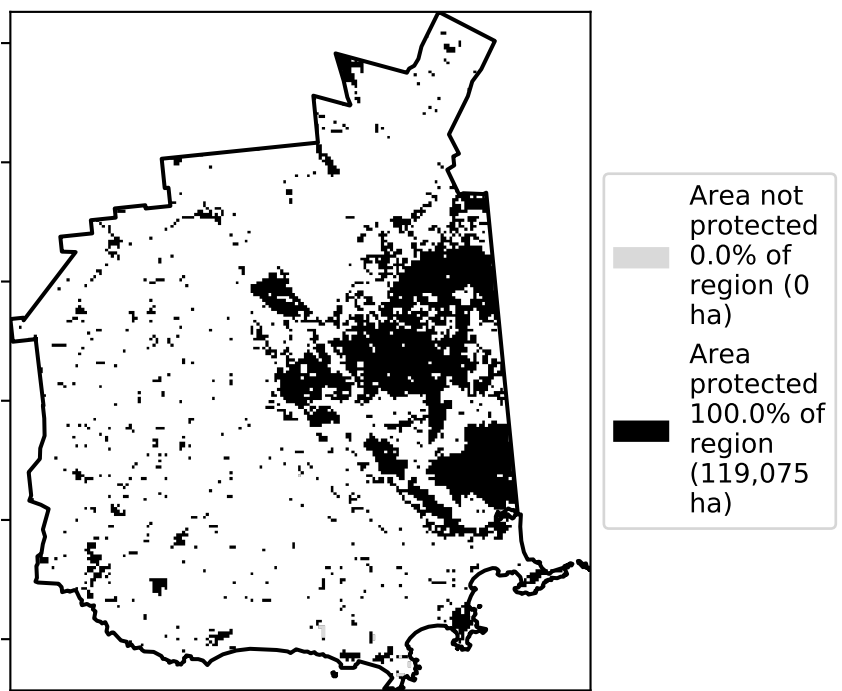 Area not
protected
0.0% of
region (0
ha)
Area
protected
100.0% of
region
(119,075
ha)